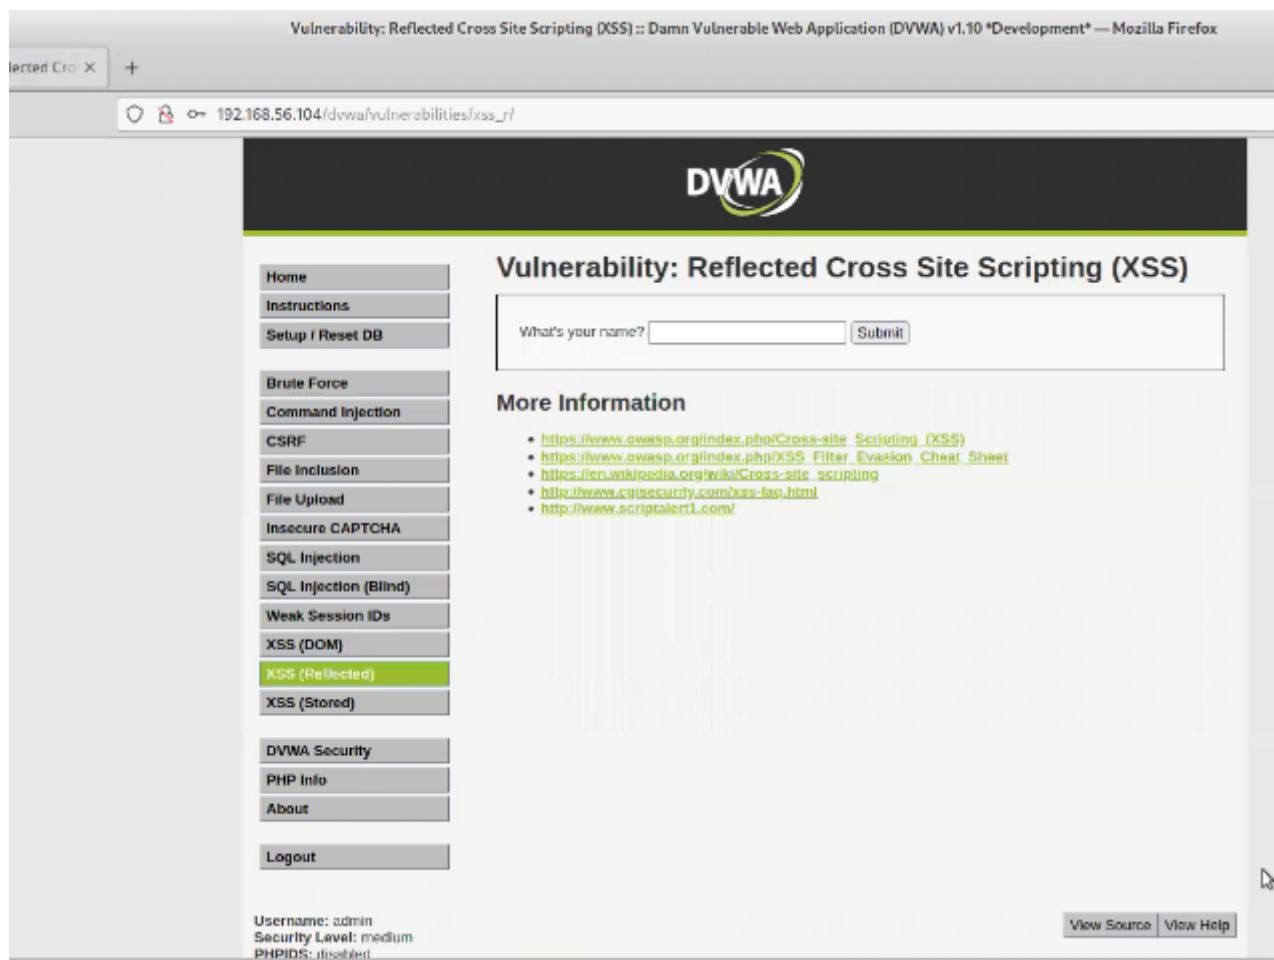 Vulnerability: Reflected Cross Site Scripting (XSS) :: Damn Vulnerable Web Application (DVWA) v1.10 *Development* — Mozilla Firefox
lected Cro × +
192.168.56.104/dvwa/vulnerabilities/xss_r/
DVWA
Home
Instructions
Setup / Reset DB
Brute Force
Command Injection
CSRF
File Inclusion
File Upload
Insecure CAPTCHA
SQL Injection
SQL Injection (Blind)
Weak Session IDs
XSS (DOM)
XSS (Reflected)
XSS (Stored)
DVWA Security
PHP Info
About
Logout
Vulnerability: Reflected Cross Site Scripting (XSS)
What's your name? Submit
More Information
• https://www.owasp.org/index.php/Cross-site_Scripting_(XSS)
• https://www.owasp.org/index.php/XSS_Filter_Evasion_Cheat_Sheet
• https://en.wikipedia.org/wiki/Cross-site_scripting
• http://www.cgisecurity.com/xss-faq.html
• http://www.scriptalert1.com/
Username: admin
Security Level: medium
PHPIDS: disabled
View Source View Help